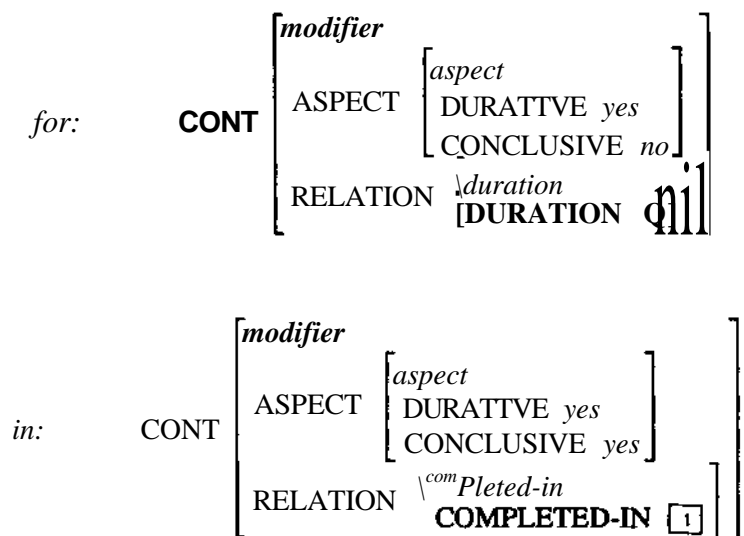 modifier
aspect
for: CONT ASPECT DURATTVE yes
CONCLUSIVE no
RELATION \duration
[DURATION Q nil
modifier
aspect
in: CONT ASPECT DURATTVE yes
CONCLUSIVE yes
RELATION \comPleted-in
COMPLETED-IN 1